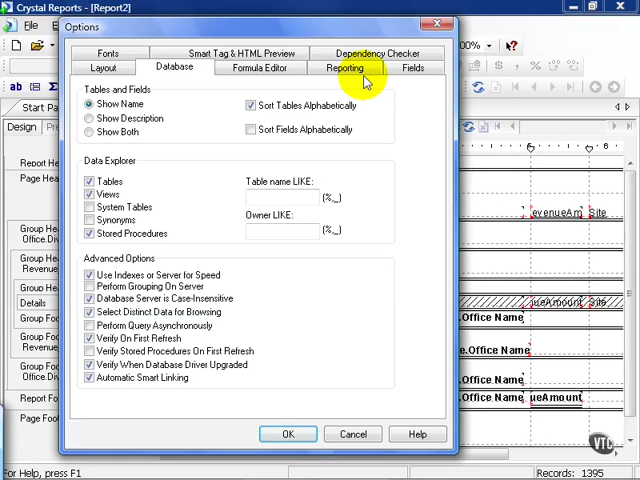 Crystal Reports - [Report2]
File
Options
Fonts
Smart Tag & HTML Preview
Dependency Checker
00%
Layout
Database
Formula Editor
Reporting
Fields
ab
Start Pa
Design
Tables and Fields
Show Name
Show Description
Show Both
Sort Tables Alphabetically
Sort Fields Alphabetically
Report He
Page Hea
Data Explorer
Tables
Views
System Tables
Synonyms
Stored Procedures
Table name LIKE:
(%,_)
Owner LIKE:
(%,_)
evenueAm
Site
Group Hea
Office.Div
Group Hea
Revenue
Group Hea
Details
Group Foo
Revenue
Group Foo
Office.Div
Report Fo
Page Foot
Advanced Options
Use Indexes or Server for Speed
Perform Grouping On Server
Database Server is Case-Insensitive
Select Distinct Data for Browsing
Perform Query Asynchronously
Verify On First Refresh
Verify Stored Procedures On First Refresh
Verify When Database Driver Upgraded
Automatic Smart Linking
ueAmount
Site
e.Office Name
c.Office Name
e.Office Name
.Office Name
ueAmount
OK
Cancel
Help
VTC
For Help, press F1
Records: 1395